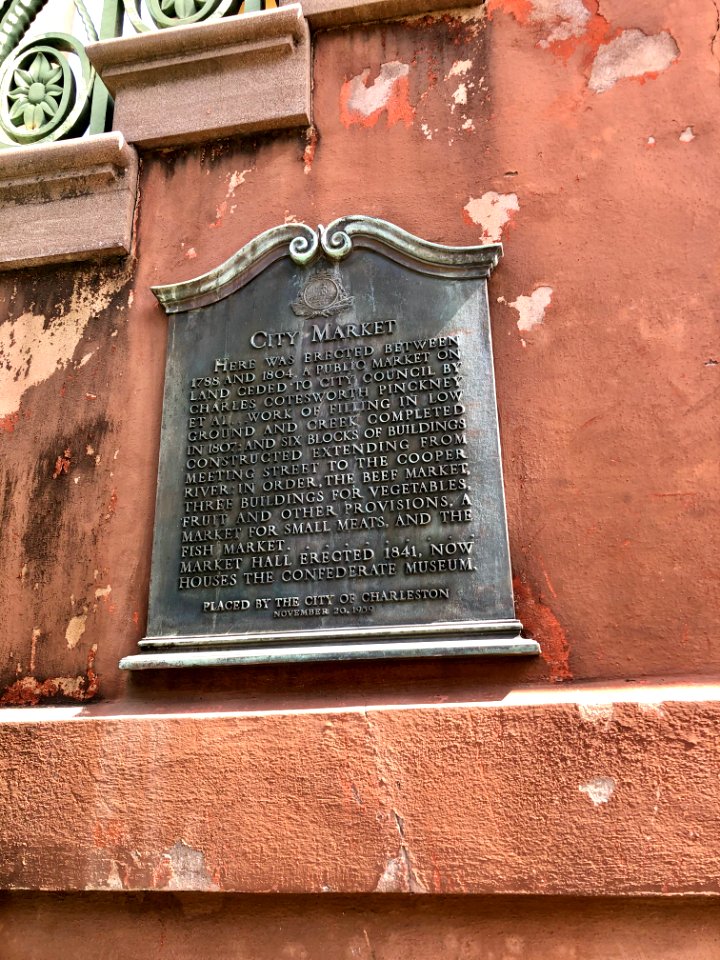 CITY MARKET
HERE WAS ERECTED BETWEEN
1788 AND 1804, A PUBLIC MARKET ON
LAND CEDED TO CITY COUNCIL BY
CHARLES COTESWORTH PINCKNEY
ET AL. WORK OF FILLING IN LOW
GROUND AND CREEK COMPLETED
IN 1807; AND SIX BLOCKS OF BUILDINGS
CONSTRUCTED EXTENDING FROM
MEETING STREET TO THE COOPER
RIVER: IN ORDER, THE BEEF MARKET,
THREE BUILDINGS FOR VEGETABLES,
FRUIT AND OTHER PROVISIONS, A
MARKET FOR SMALL MEATS, AND THE
FISH MARKET.
MARKET HALL ERECTED 1841, NOW
HOUSES THE CONFEDERATE MUSEUM.
PLACED BY THE CITY OF CHARLESTON
NOVEMBER 20, 1959